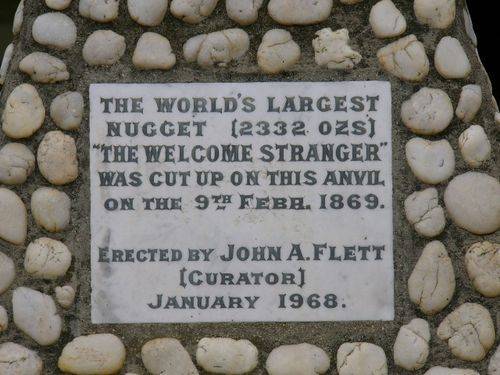 THE WORLD'S LARGEST
NUGGET [2332 OZS]
"THE WELCOME STRANGER"
WAS CUT UP ON THIS ANVIL
ON THE 9TH FEBH. 1869.
ERECTED BY JOHN A. FLETT
[CURATOR]
JANUARY 1968.